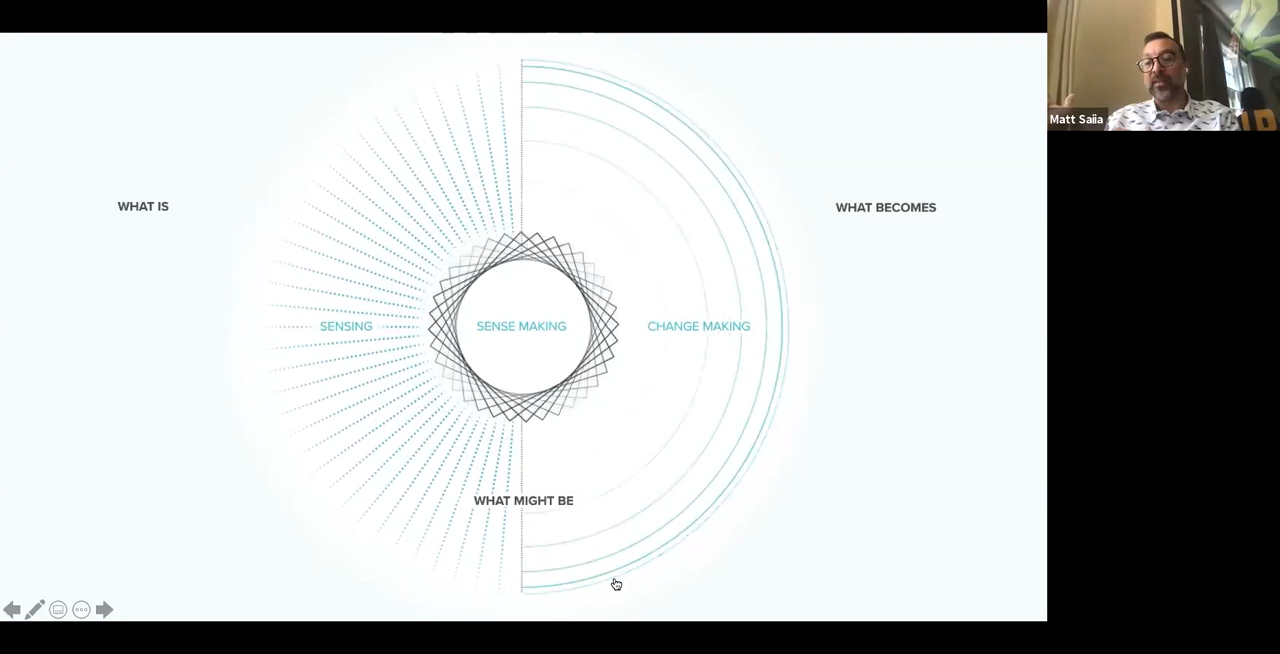 Matt Saiia
WHAT IS
WHAT BECOMES
SENSING
SENSE MAKING
CHANGE MAKING
WHAT MIGHT BE